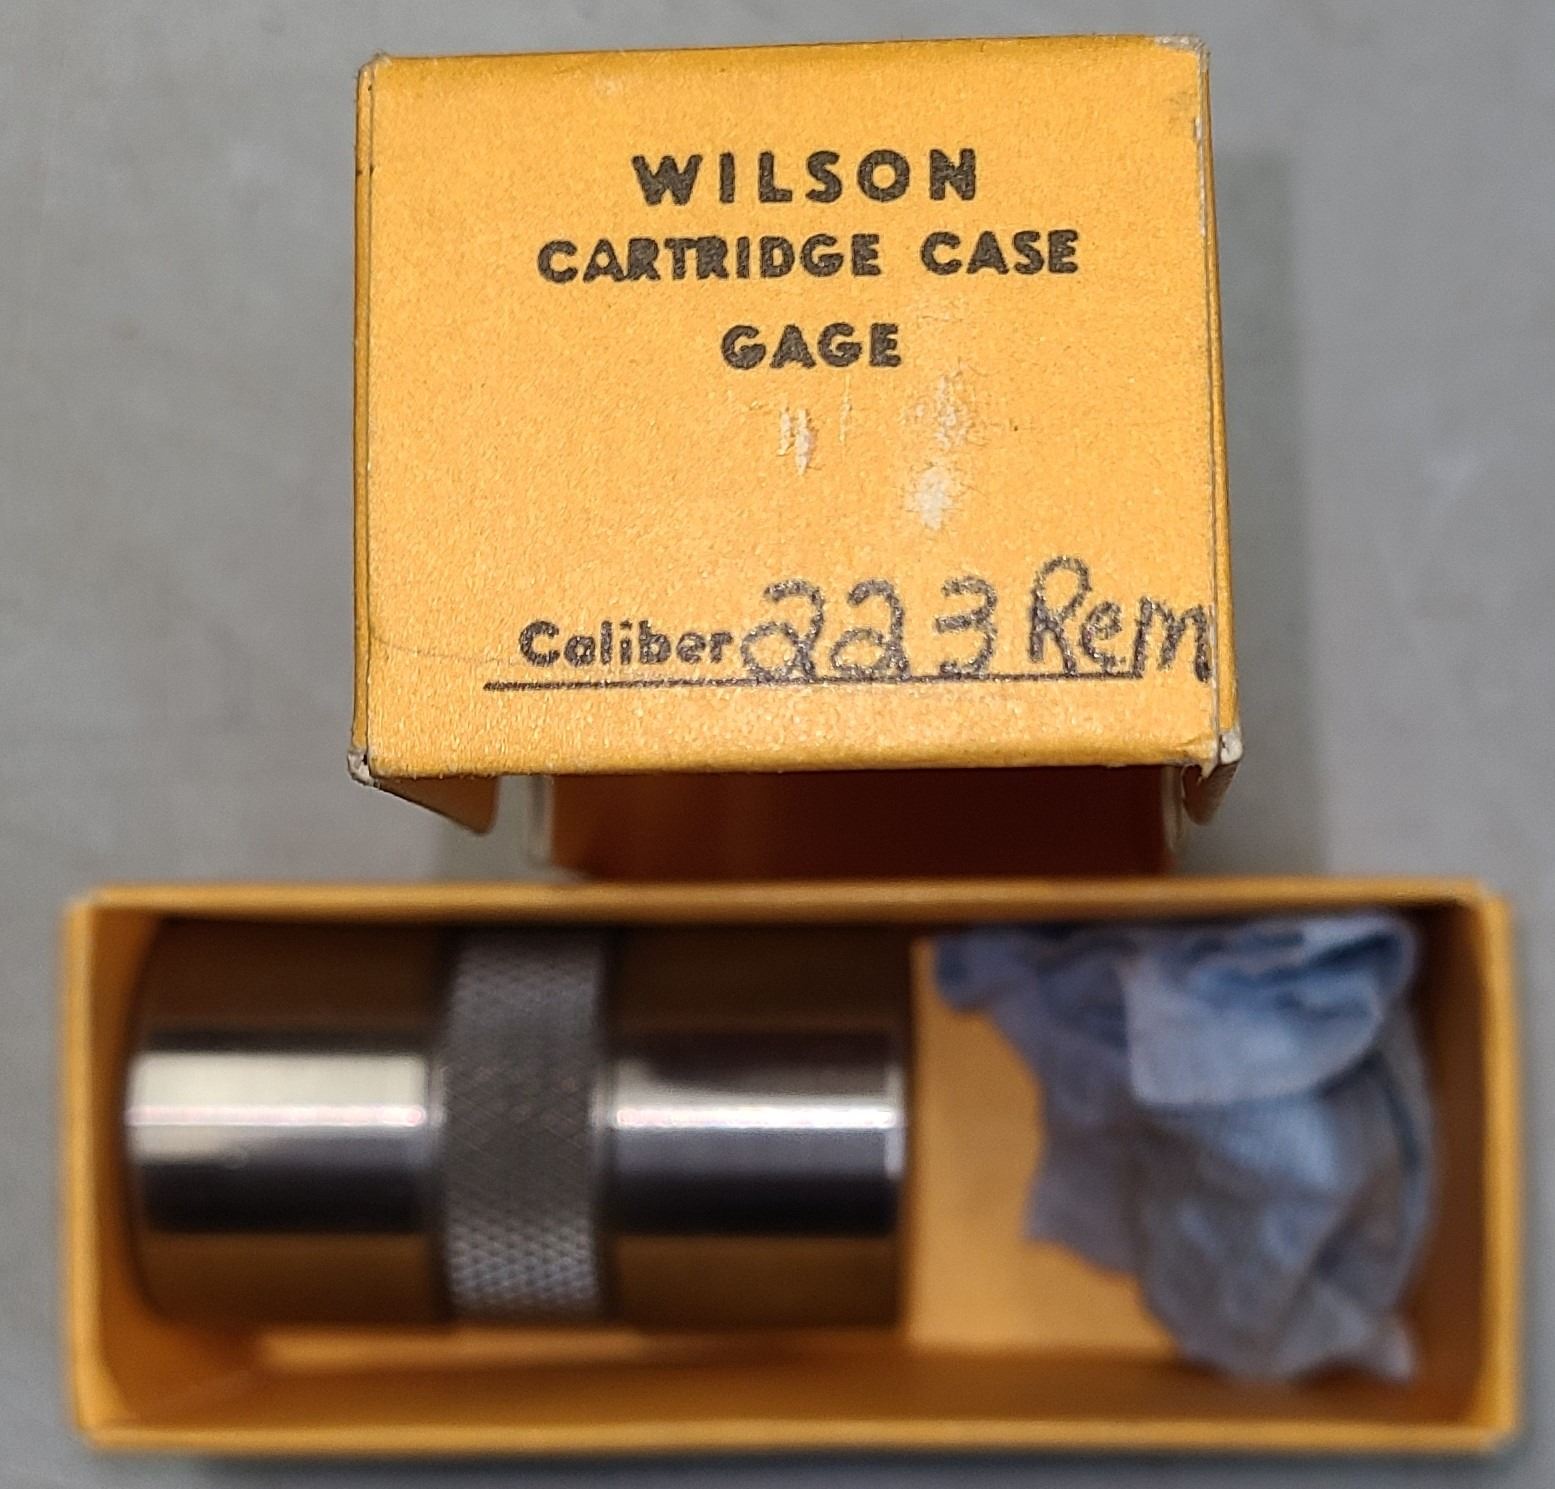 WILSON
CARTRIDGE CASE
GAGE
Caliber 223 Rem